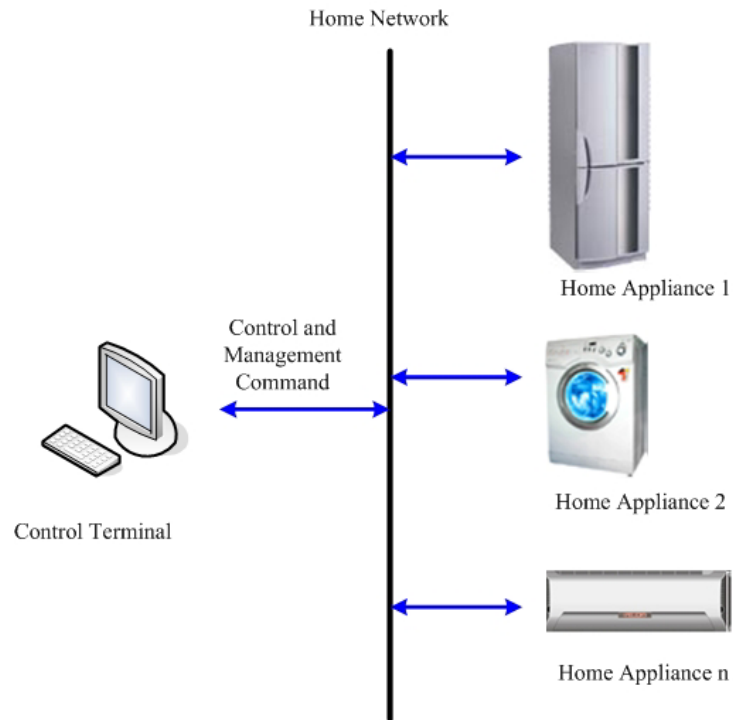 Home Network
Home Appliance 1
Control and
Management
Command
Home Appliance 2
Control Terminal
Home Appliance n